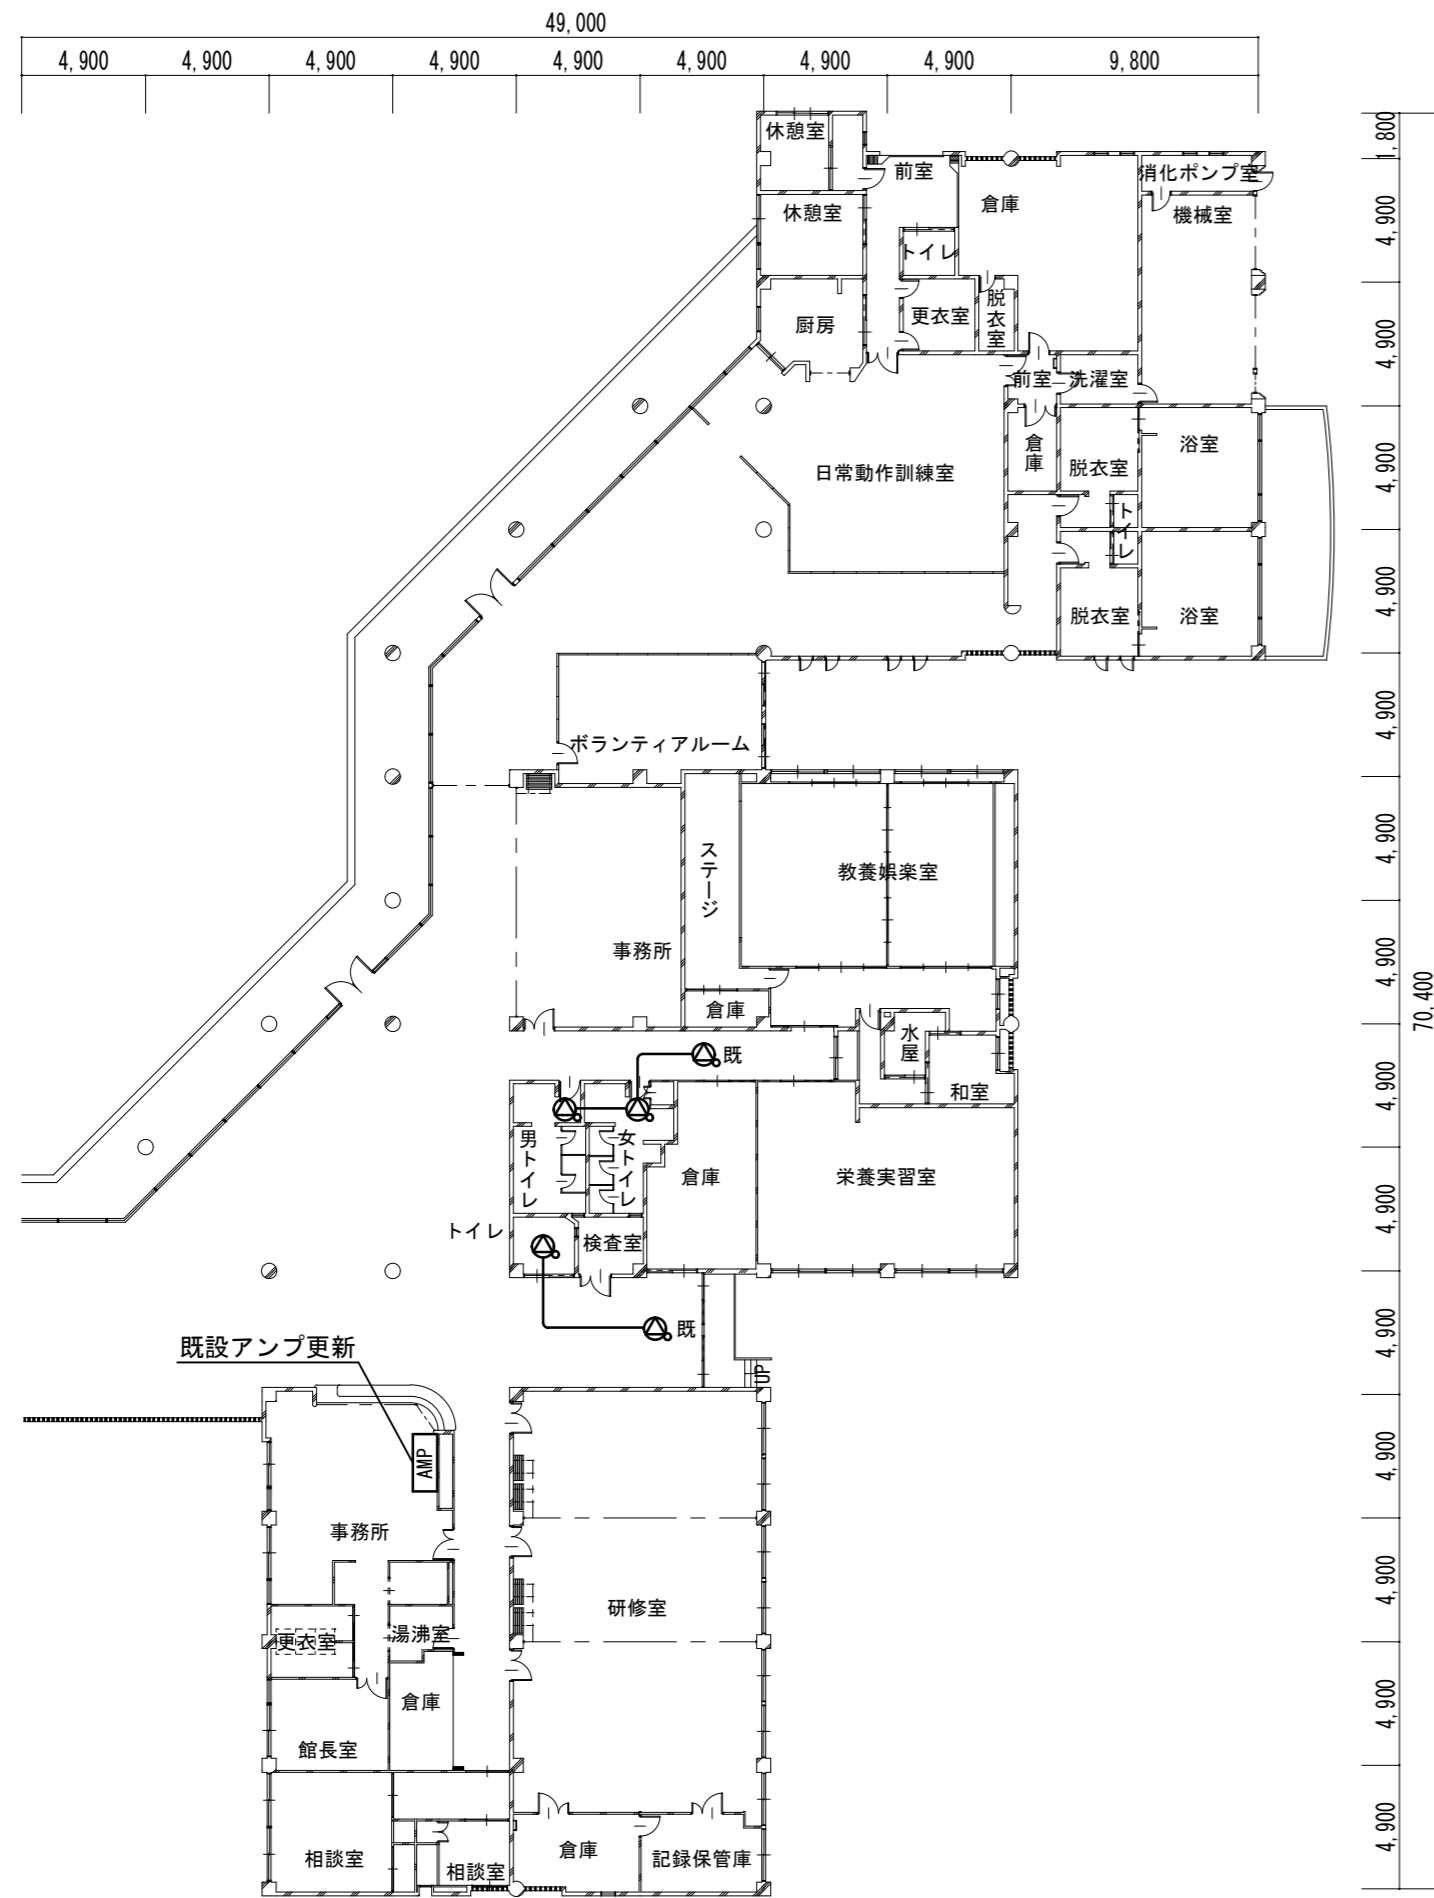 49,000
4,900
4,900
4,900
4,900
4,900
4,900
4,900
4,900
9,800
1,800
4,900
4,900
4,900
4,900
4,900
4,900
4,900
4,900
4,900
4,900
4,900
4,900
4,900
4,900
70,400
休憩室
前室
消化ポンプ室
倉庫
休憩室
機械室
トイレ
脱衣室
更衣室
厨房
前室
洗濯室
倉庫
浴室
脱衣室
日常動作訓練室
トイレ
脱衣室
浴室
ボランティアルーム
ステージ
教養娯楽室
事務所
倉庫
水屋
既
和室
男トイレ
女トイレ
倉庫
栄養実習室
トイレ
検査室
既
既設アンプ更新
UP
AMP
事務所
研修室
更衣室
湯沸室
倉庫
館長室
相談室
相談室
倉庫
記録保管庫